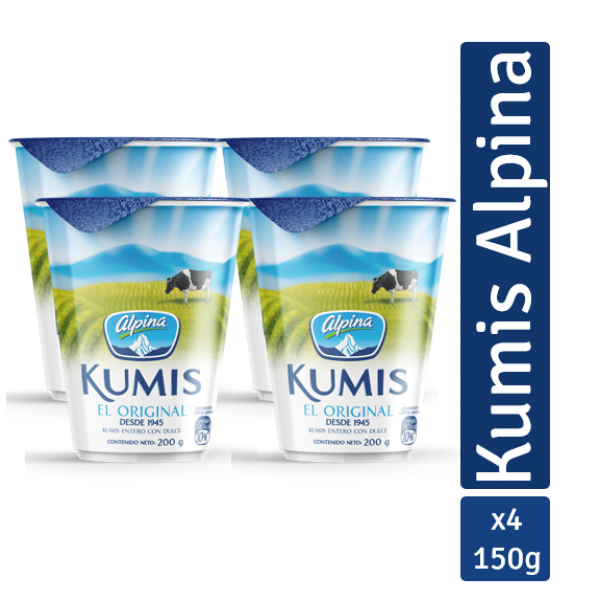 alpina
KUMIS
EL ORIGINAL
DESDE 1945
KUMIS ENTERO CON DULCE
CONTENIDO NETO: 200 g
alpina
KUMIS
EL ORIGINAL
DESDE 1945
KUMIS ENTERO CON DULCE
CONTENIDO NETO: 200 g
Kumis Alpina
x4
150g